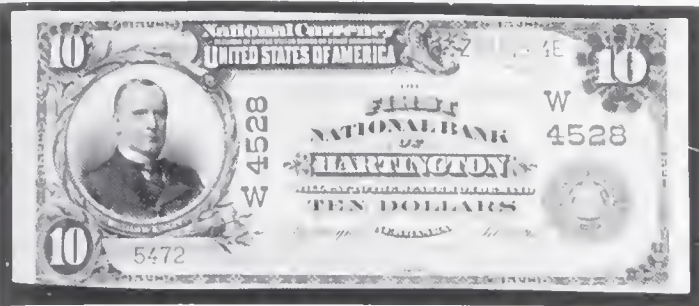 10
National Currency
UNITED STATES OF AMERICA
10
THE
FIRST
W
NATIONAL BANK
4528
OF
W 4528
HARTINGTON
TEN DOLLARS
10
5472